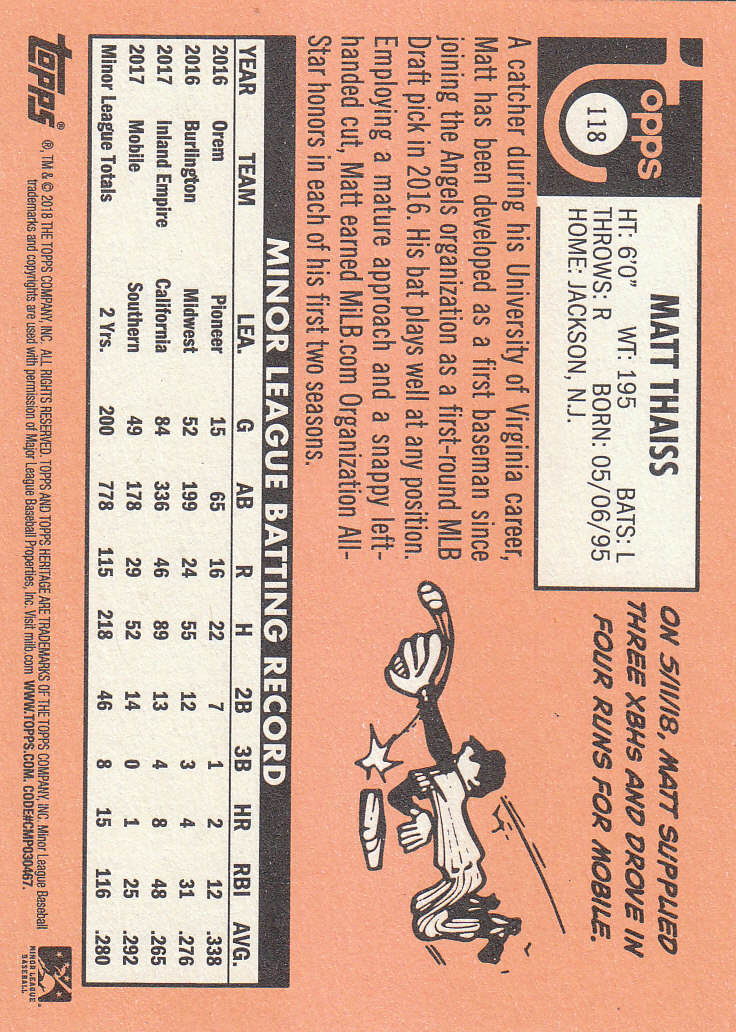 topps
118
MATT THAISS
HT: 6'0" WT: 195 BATS: L
THROWS: R BORN: 05/06/95
HOME: JACKSON, N.J.
ON 5/11/18, MATT SUPPLIED
THREE XBHS AND DROVE IN
FOUR RUNS FOR MOBILE.
A catcher during his University of Virginia career,
Matt has been developed as a first baseman since
joining the Angels organization as a first-round MLB
Draft pick in 2016. His bat plays well at any position.
Employing a mature approach and a snappy left-
handed cut, Matt earned MiLB.com Organization All-
Star honors in each of his first two seasons.
MINOR LEAGUE BATTING RECORD
YEAR TEAM LEA. G AB R H 2B 3B HR RBI AVG.
2016 Orem Pioneer 15 65 16 22 7 1 2 12 .338
2016 Burlington Midwest 52 199 24 55 12 3 4 31 .276
2017 Inland Empire California 84 336 46 89 13 4 8 48 .265
2017 Mobile Southern 49 178 29 52 14 0 1 25 .292
Minor League Totals 2 Yrs. 200 778 115 218 46 8 15 116 .280
TOPPS®
®, TM & © 2018 THE TOPPS COMPANY, INC. ALL RIGHTS RESERVED. TOPPS AND TOPPS HERITAGE ARE TRADEMARKS OF THE TOPPS COMPANY, INC. Minor League Baseball
trademarks and copyrights are used with permission of Major League Baseball Properties, Inc. Visit milb.com WWW.TOPPS.COM. CODE#CMP030467.
MINOR LEAGUE
BASEBALL